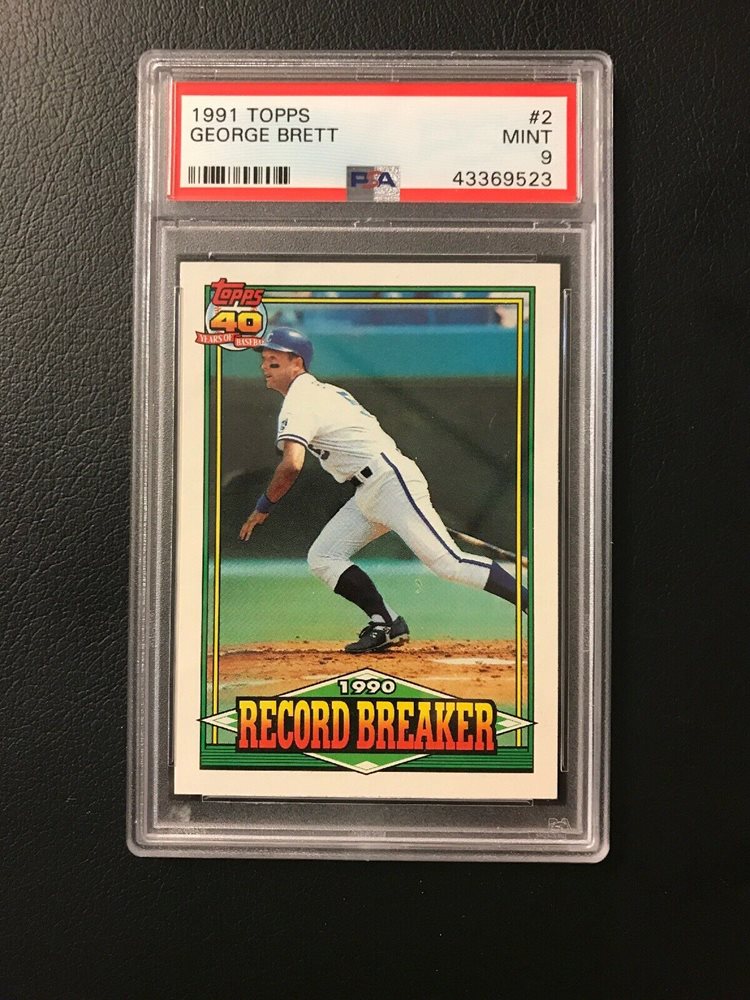 1991 TOPPS #2
GEORGE BRETT MINT
9
PSA 43369523
Topps
40
YEARS OF BASEBALL
1990
RECORD BREAKER